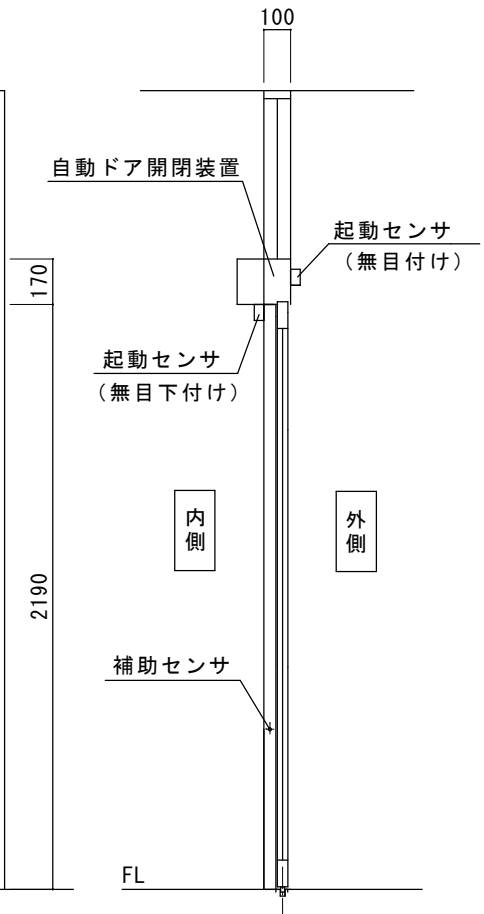 100
自動ドア開閉装置
起動センサ
(無目付け)
170
起動センサ
(無目下付け)
内側
外側
2190
補助センサ
FL